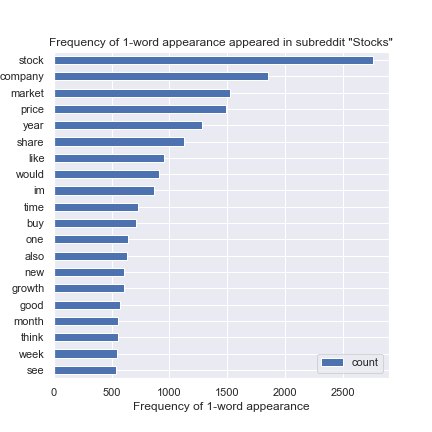 Frequency of 1-word appearance appeared in subreddit "Stocks"
stock
company
market
price
year
share
like
would
im
time
buy
one
also
new
growth
good
month
think
week
see
count
0 500 1000 1500 2000 2500
Frequency of 1-word appearance